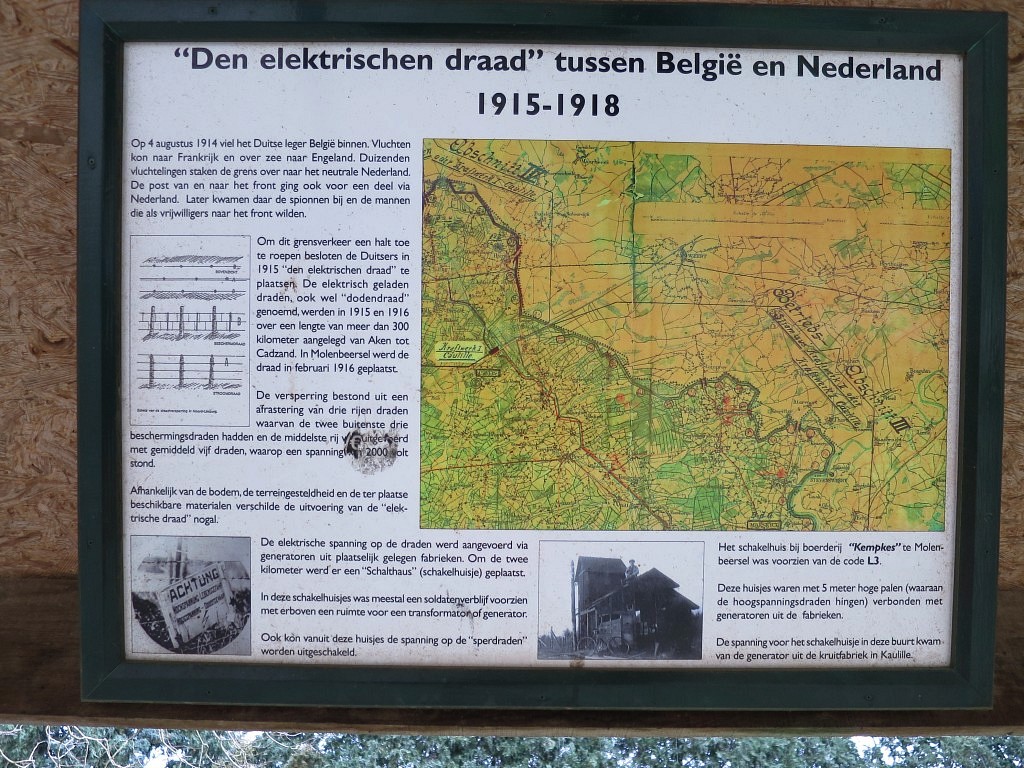 “Den elektrischen draad” tussen België en Nederland
1915-1918
Op 4 augustus 1914 viel het Duitse leger België binnen. Vluchten
kon naar Frankrijk en over zee naar Engeland. Duizenden
vluchtelingen staken de grens over naar het neutrale Nederland.
De post van en naar het front ging ook voor een deel via
Nederland. Later kwamen daar de spionnen bij en de mannen
die als vrijwilligers naar het front wilden.
Om dit grensverkeer een halt toe
te roepen besloten de Duitsers in
1915 “den elektrischen draad” te
plaatsen. De elektrisch geladen
draden, ook wel “dodendraad”
genoemd, werden in 1915 en 1916
over een lengte van meer dan 300
kilometer aangelegd van Aken tot
Cadzand. In Molenbeersel werd de
draad in februari 1916 geplaatst.
De versperring bestond uit een
afrastering van drie rijen draden
waarvan de twee buitenste drie
beschermingsdraden hadden en de middelste rij uitgevoerd
met gemiddeld vijf draden, waarop een spanning 2000 volt
stond.
Afhankelijk van de bodem, de terreingesteldheid en de ter plaatse
beschikbare materialen verschilde de uitvoering van de “elek-
trische draad” nogal.
BOVENZICHT
BESCHERMDRAAD
STROOMDRAAD
Abschnitt III
Kraftwerk I
Caulille
Betriebs
Abschn. III
ACHTUNG
De elektrische spanning op de draden werd aangevoerd via
generatoren uit plaatselijk gelegen fabrieken. Om de twee
kilometer werd er een “Schalthaus” (schakelhuisje) geplaatst.
In deze schakelhuisjes was meestal een soldatenverblijf voorzien
met erboven een ruimte voor een transformator of generator.
Ook kon vanuit deze huisjes de spanning op de “sperdraden”
worden uitgeschakeld.
Het schakelhuis bij boerderij “Kempkes” te Molen-
beersel was voorzien van de code L3.
Deze huisjes waren met 5 meter hoge palen (waaraan
de hoogspanningsdraden hingen) verbonden met
generatoren uit de fabrieken.
De spanning voor het schakelhuisje in deze buurt kwam
van de generator uit de kruitfabriek in Kaulille.